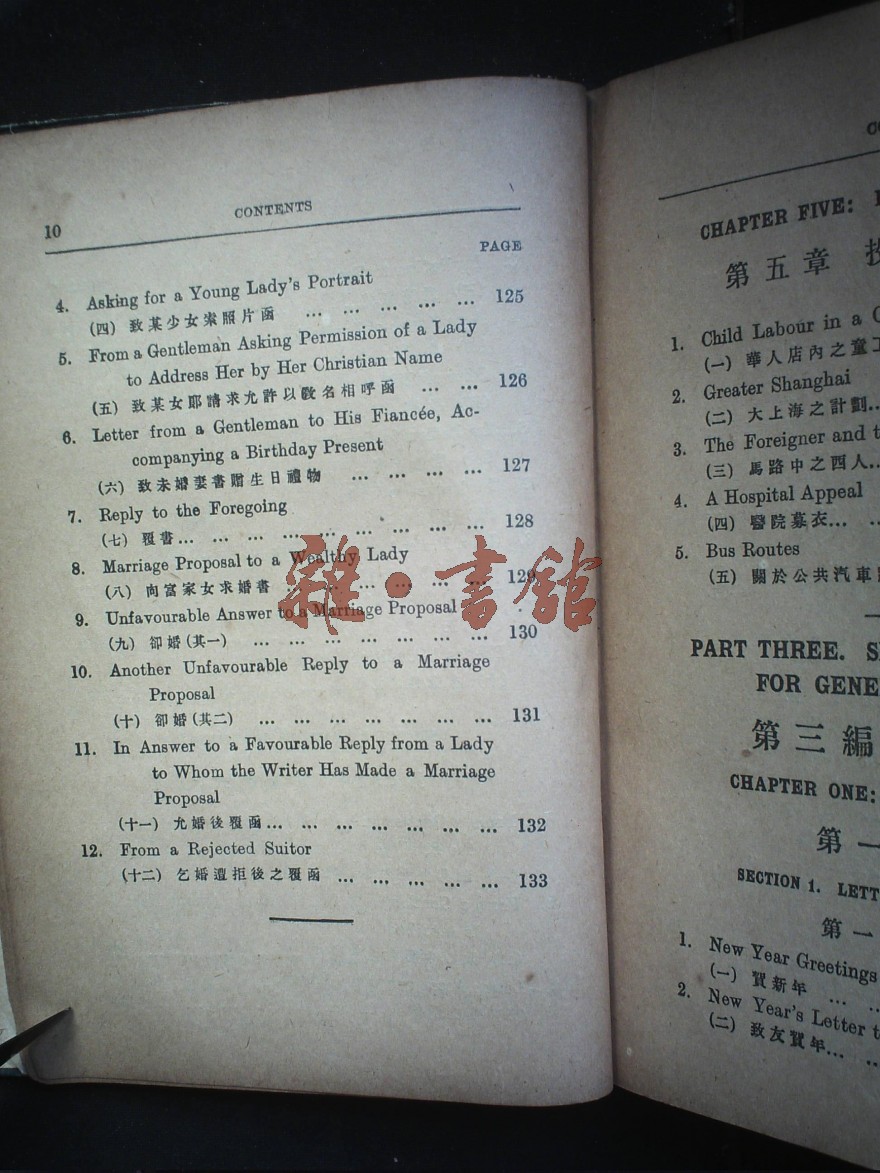 10
CONTENTS
PAGE
4. Asking for a Young Lady's Portrait
(四) 致某少女索照片函 ... ... ... ... ... 125
5. From a Gentleman Asking Permission of a Lady
to Address Her by Her Christian Name
(五) 致某女郎請求允許以教名相呼函 ... ... 126
6. Letter from a Gentleman to His Fiancée, Ac-
companying a Birthday Present
(六) 致未婚妻書贈生日禮物 ... ... ... ... 127
7. Reply to the Foregoing
(七) 覆書... ... ... ... ... ... ... ... ... 128
8. Marriage Proposal to a Wealthy Lady
(八) 向富家女求婚書 ... ... ... ... ... ... 129
9. Unfavourable Answer to a Marriage Proposal
(九) 卻婚(其一) ... ... ... ... ... ... ... 130
10. Another Unfavourable Reply to a Marriage
Proposal
(十) 卻婚(其二) ... ... ... ... ... ... ... 131
11. In Answer to a Favourable Reply from a Lady
to Whom the Writer Has Made a Marriage
Proposal
(十一) 允婚後覆函... ... ... ... ... ... ... 132
12. From a Rejected Suitor
(十二) 乞婚遭拒後之覆函 ... ... ... ... ... 133
雜·書館
CHAPTER FIVE:
第五章
1. Child Labour in a
(一) 華人店內之童工
2. Greater Shanghai
(二) 大上海之計劃...
3. The Foreigner and
(三) 馬路中之西人...
4. A Hospital Appeal
(四) 醫院募衣... ...
5. Bus Routes
(五) 關於公共汽車
PART THREE.
FOR GENE
第三編
CHAPTER ONE:
第一
SECTION 1. LETT
第一
1. New Year Greetings
(一) 賀新年 ... ...
2. New Year's Letter
(二) 致友賀年... ...